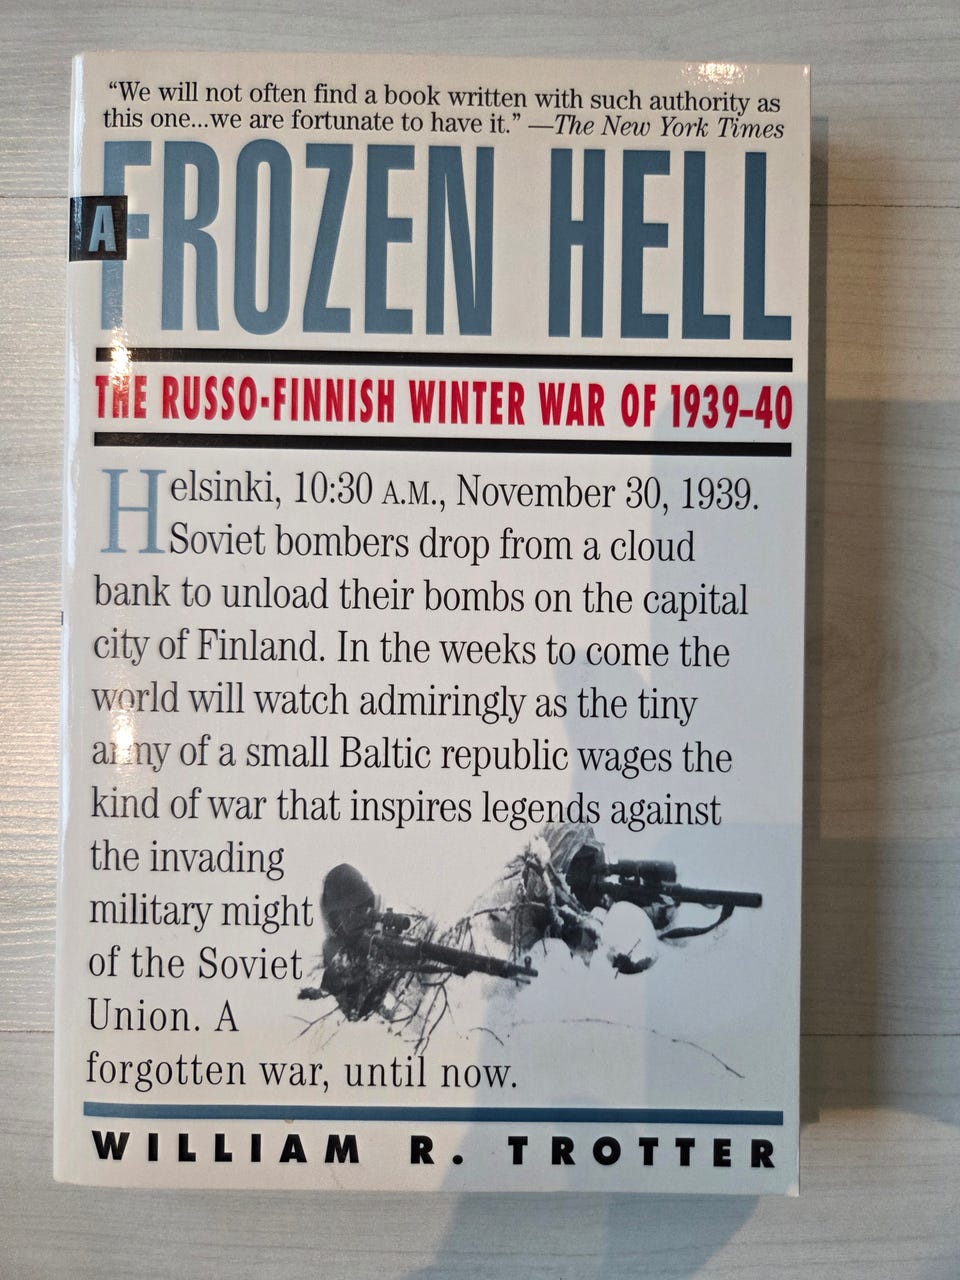 “We will not often find a book written with such authority as
this one...we are fortunate to have it.” —The New York Times
A FROZEN HELL
THE RUSSO-FINNISH WINTER WAR OF 1939–40
Helsinki, 10:30 A.M., November 30, 1939.
Soviet bombers drop from a cloud
bank to unload their bombs on the capital
city of Finland. In the weeks to come the
world will watch admiringly as the tiny
army of a small Baltic republic wages the
kind of war that inspires legends against
the invading
military might
of the Soviet
Union. A
forgotten war, until now.
WILLIAM R. TROTTER